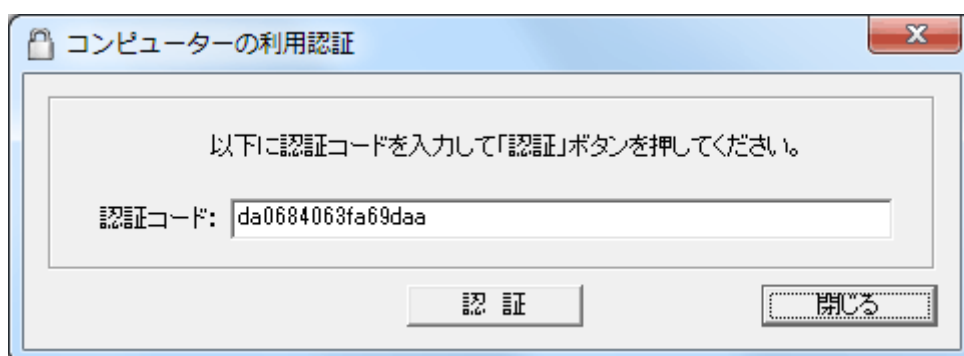 コンピューターの利用認証
以下に認証コードを入力して「認証」ボタンを押してください。
認証コード: da0684063fa69daa
認 証
閉じる